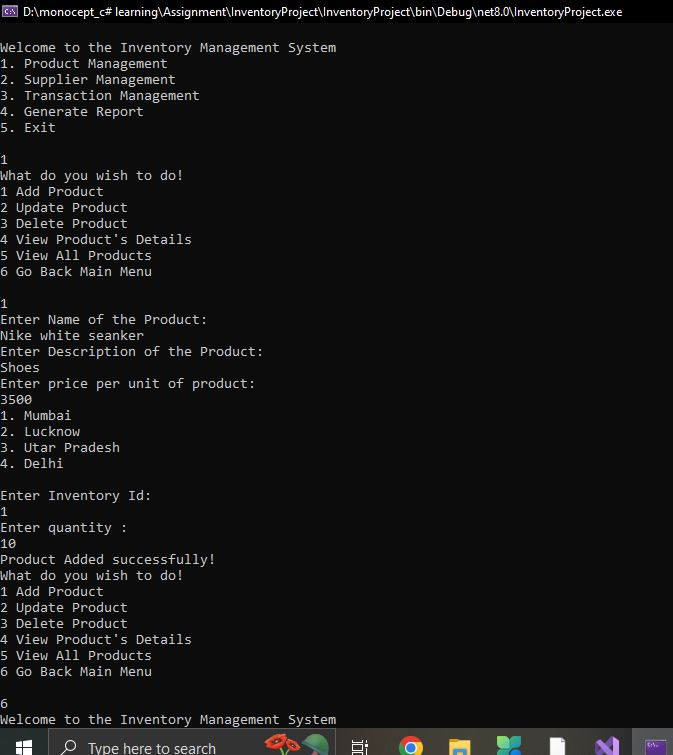 D:\monocept_c# learning\Assignment\InventoryProject\InventoryProject\bin\Debug\net8.0\InventoryProject.exe
Welcome to the Inventory Management System
1. Product Management
2. Supplier Management
3. Transaction Management
4. Generate Report
5. Exit
1
What do you wish to do!
1 Add Product
2 Update Product
3 Delete Product
4 View Product's Details
5 View All Products
6 Go Back Main Menu
1
Enter Name of the Product:
Nike white seanker
Enter Description of the Product:
Shoes
Enter price per unit of product:
3500
1. Mumbai
2. Lucknow
3. Utar Pradesh
4. Delhi
Enter Inventory Id:
1
Enter quantity :
10
Product Added successfully!
What do you wish to do!
1 Add Product
2 Update Product
3 Delete Product
4 View Product's Details
5 View All Products
6 Go Back Main Menu
6
Welcome to the Inventory Management System
Type here to search